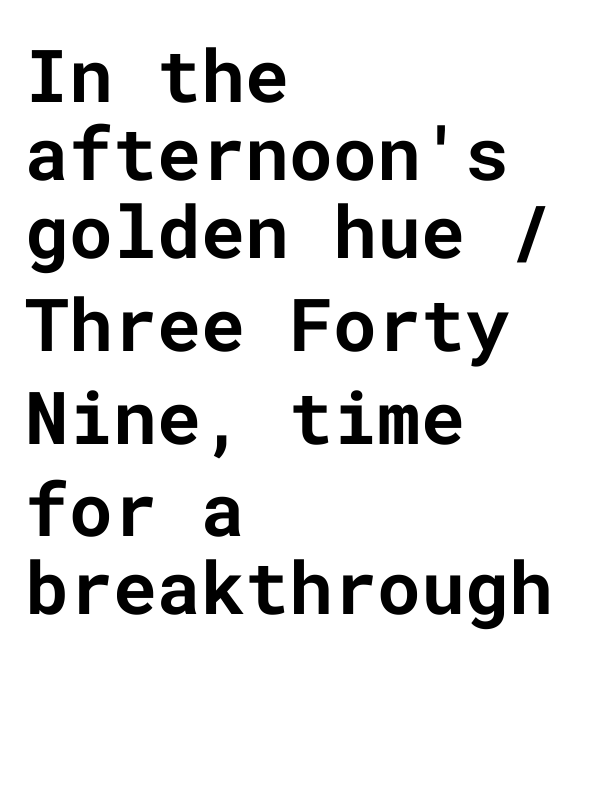 In the
afternoon's
golden hue /
Three Forty
Nine, time
for a
breakthrough